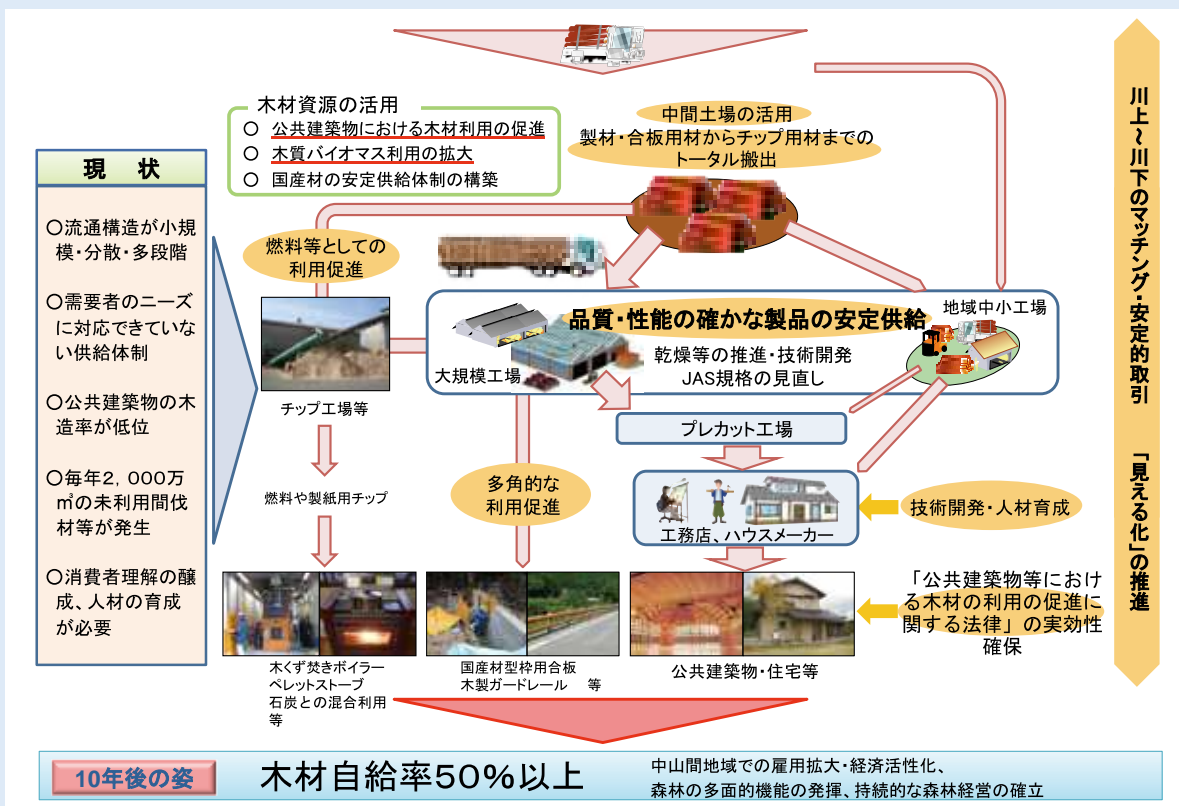 木材資源の活用
○ 公共建築物における木材利用の促進
○ 木質バイオマス利用の拡大
○ 国産材の安定供給体制の構築
中間土場の活用
製材・合板用材からチップ用材までの
トータル搬出
現 状
○流通構造が小規
模・分散・多段階
○需要者のニーズ
に対応できていな
い供給体制
○公共建築物の木
造率が低位
○毎年2,000万
㎥の未利用間伐
材等が発生
○消費者理解の醸
成、人材の育成
が必要
燃料等としての
利用促進
チップ工場等
燃料や製紙用チップ
品質・性能の確かな製品の安定供給
乾燥等の推進・技術開発
JAS規格の見直し
大規模工場
地域中小工場
プレカット工場
多角的な
利用促進
工務店、ハウスメーカー
技術開発・人材育成
「公共建築物等におけ
る木材の利用の促進に
関する法律」の実効性
確保
木くず焚きボイラー
ペレットストーブ
石炭との混合利用
等
国産材型枠用合板
木製ガードレール 等
公共建築物・住宅等
川上~川下のマッチング・安定的取引 「見える化」の推進
10年後の姿
木材自給率50%以上
中山間地域での雇用拡大・経済活性化、
森林の多面的機能の発揮、持続的な森林経営の確立